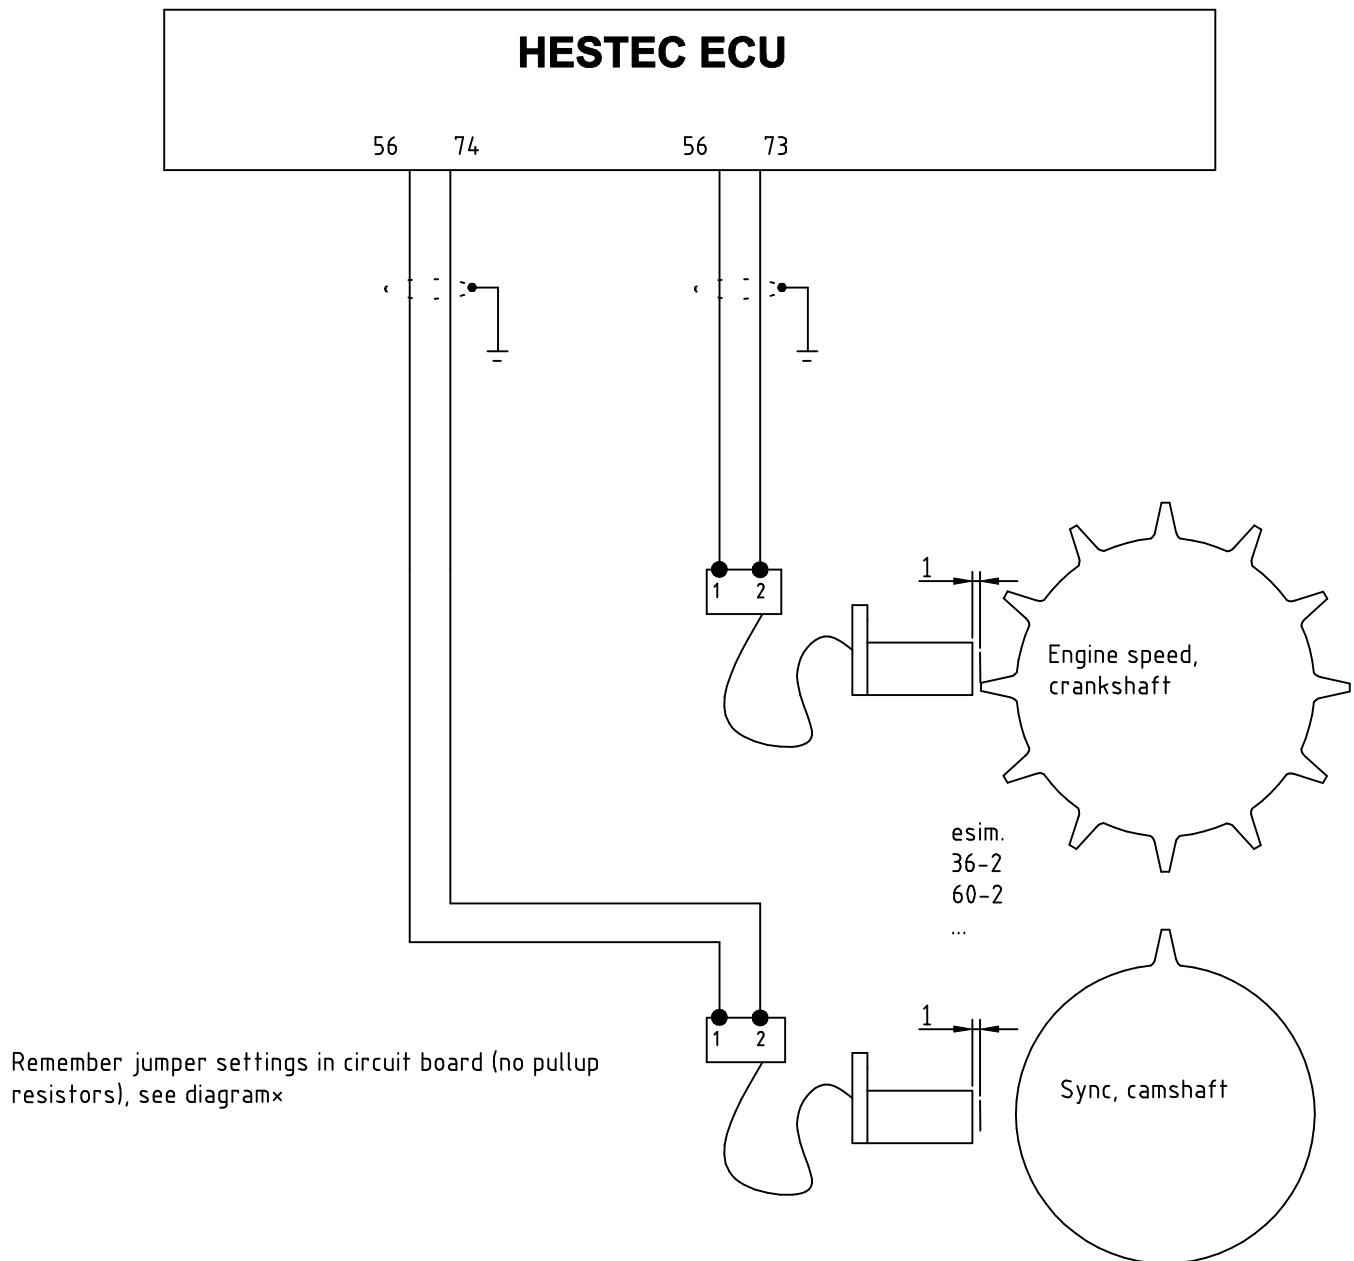 HESTEC ECU
56 74 56 73
1 2
1
Engine speed,
crankshaft
esim.
36-2
60-2
...
1 2
1
Remember jumper settings in circuit board (no pullup
resistors), see diagram×
Sync, camshaft